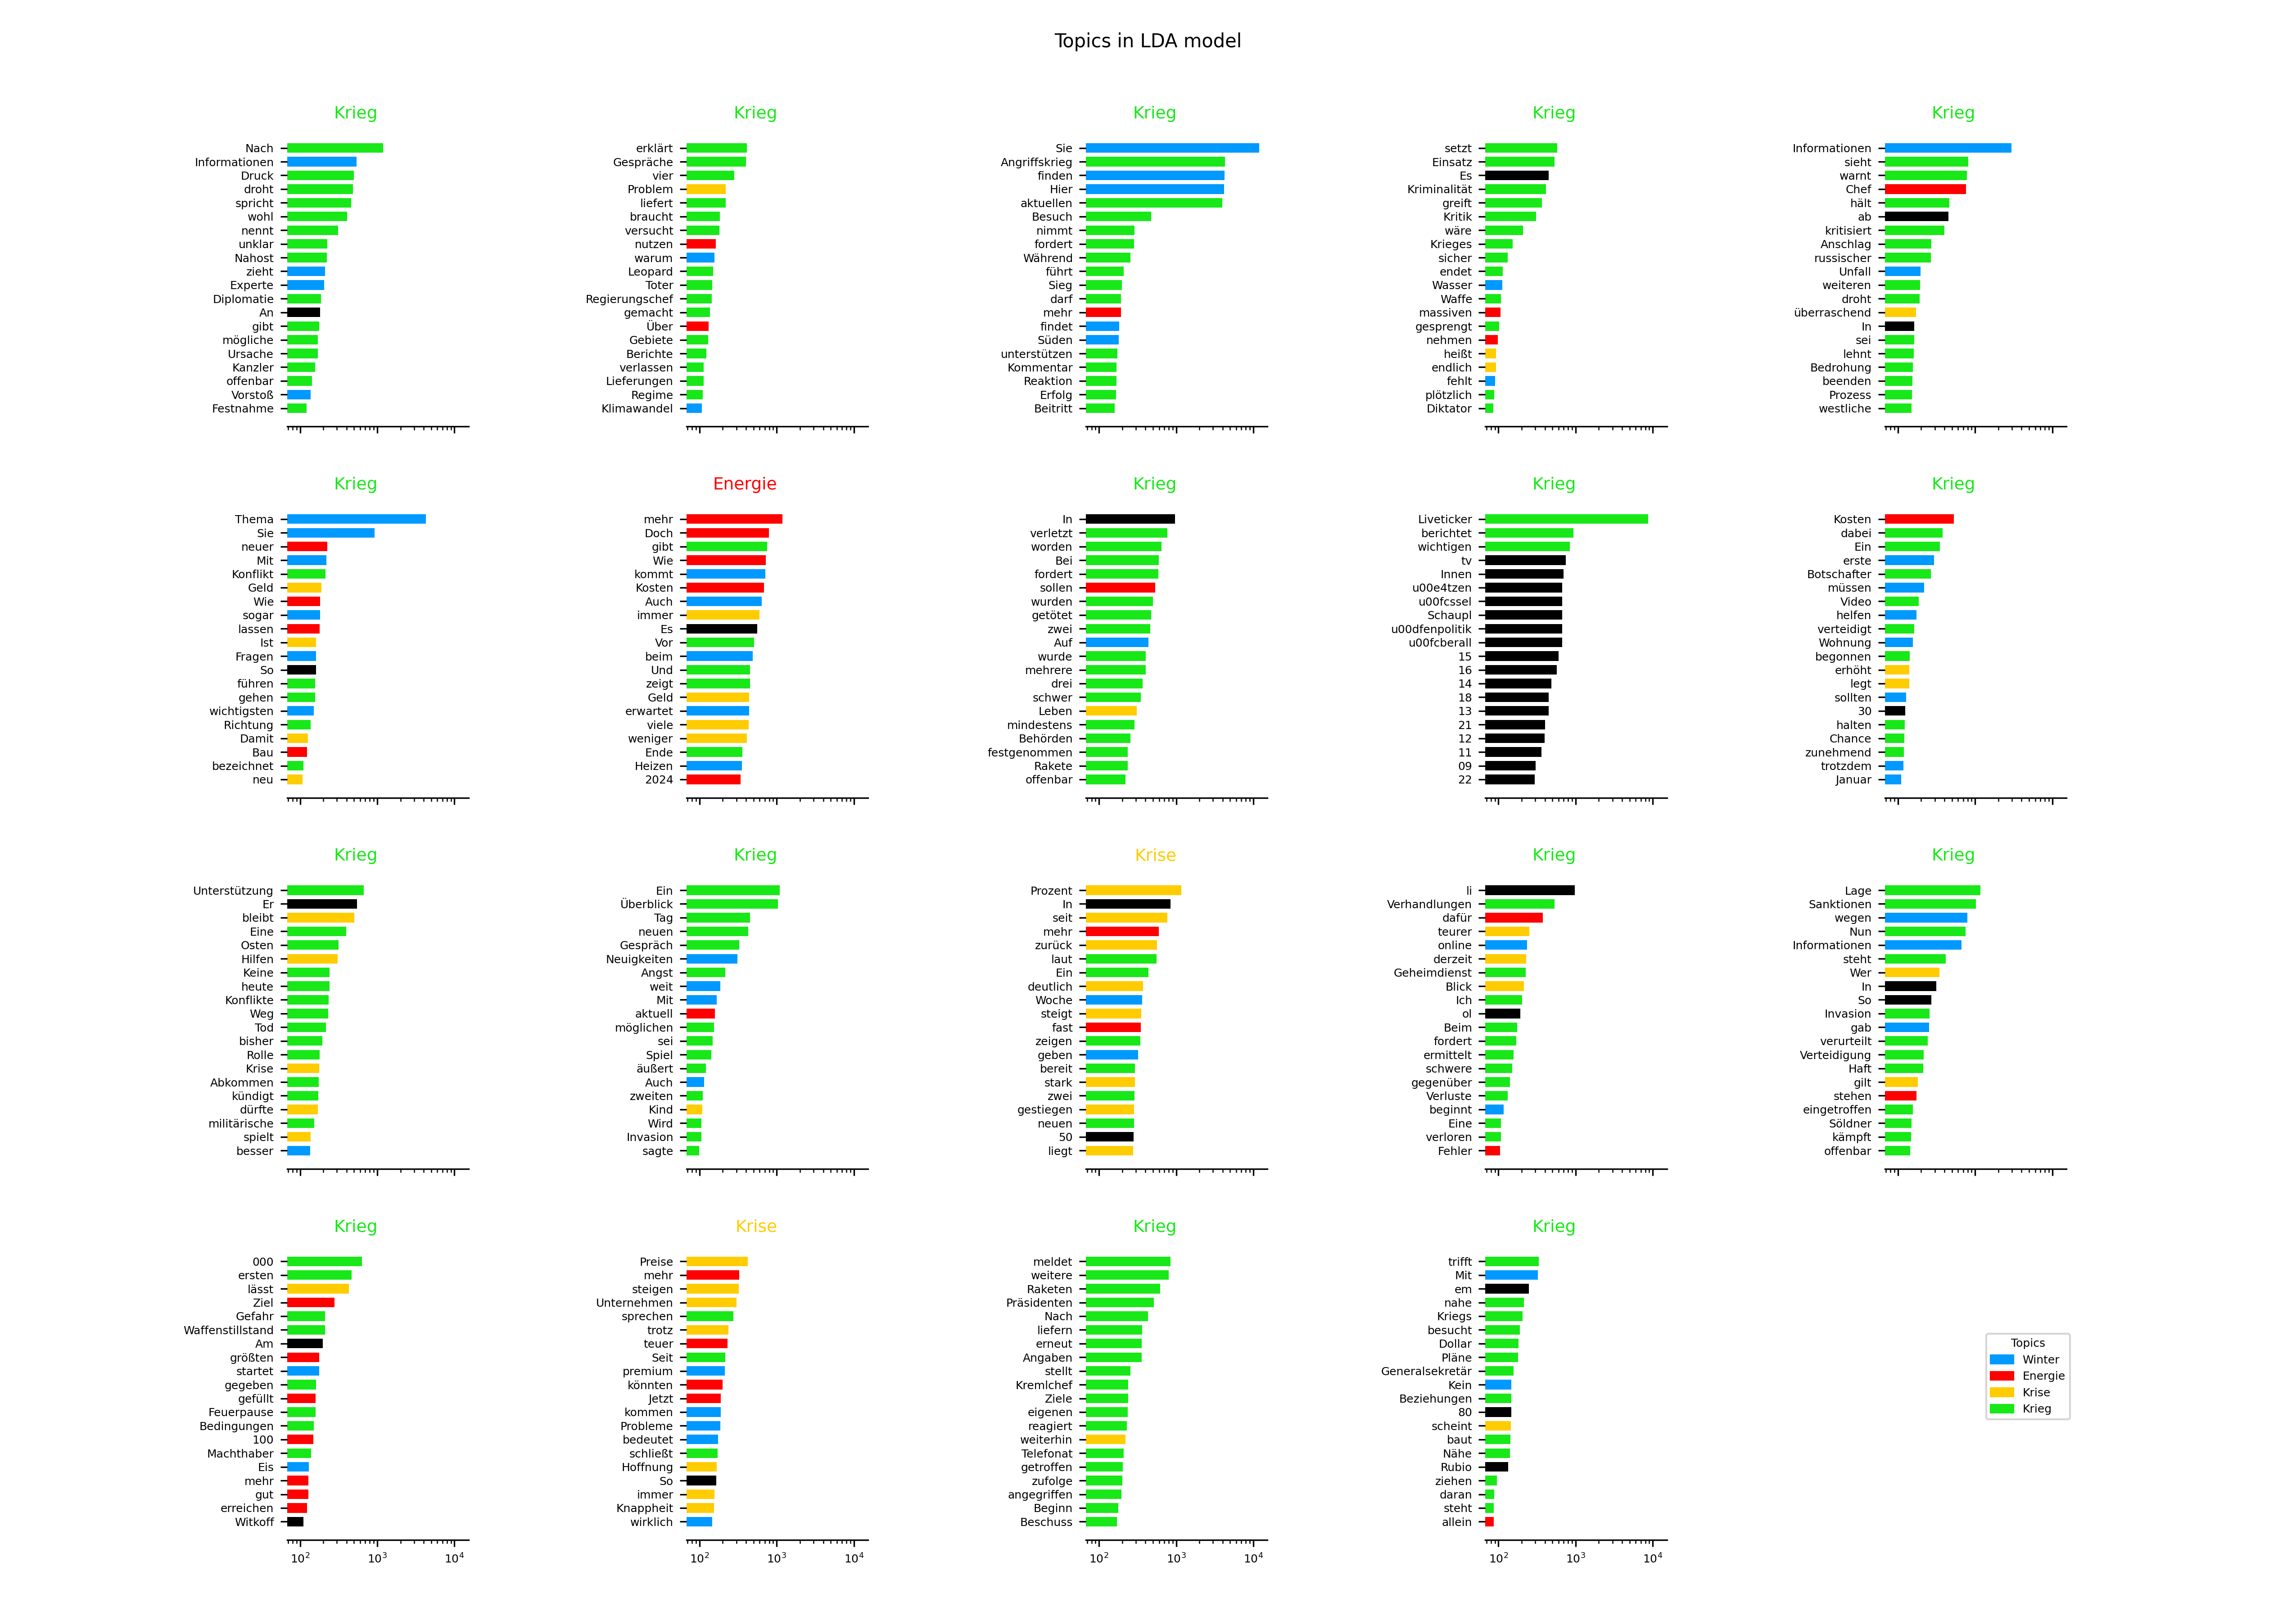 Topics in LDA model
Krieg
Nach
Informationen
Druck
droht
spricht
wohl
nennt
unklar
Nahost
zieht
Experte
Diplomatie
An
gibt
mögliche
Ursache
Kanzler
offenbar
Vorstoß
Festnahme
Krieg
erklärt
Gespräche
vier
Problem
liefert
braucht
versucht
nutzen
warum
Leopard
Toter
Regierungschef
gemacht
Über
Gebiete
Berichte
verlassen
Lieferungen
Regime
Klimawandel
Krieg
Sie
Angriffskrieg
finden
Hier
aktuellen
Besuch
nimmt
fordert
Während
führt
Sieg
darf
mehr
findet
Süden
unterstützen
Kommentar
Reaktion
Erfolg
Beitritt
Krieg
setzt
Einsatz
Es
Kriminalität
greift
Kritik
wäre
Krieges
sicher
endet
Wasser
Waffe
massiven
gesprengt
nehmen
heißt
endlich
fehlt
plötzlich
Diktator
Krieg
Informationen
sieht
warnt
Chef
hält
ab
kritisiert
Anschlag
russischer
Unfall
weiteren
droht
überraschend
In
sei
lehnt
Bedrohung
beenden
Prozess
westliche
Krieg
Thema
Sie
neuer
Mit
Konflikt
Geld
Wie
sogar
lassen
Ist
Fragen
So
führen
gehen
wichtigsten
Richtung
Damit
Bau
bezeichnet
neu
Energie
mehr
Doch
gibt
Wie
kommt
Kosten
Auch
immer
Es
Vor
beim
Und
zeigt
Geld
erwartet
viele
weniger
Ende
Heizen
2024
Krieg
In
verletzt
worden
Bei
fordert
sollen
wurden
getötet
zwei
Auf
wurde
mehrere
drei
schwer
Leben
mindestens
Behörden
festgenommen
Rakete
offenbar
Krieg
Liveticker
berichtet
wichtigen
tv
Innen
u00e4tzen
u00fcssel
Schaupl
u00dfenpolitik
u00fcberall
15
16
14
18
13
21
12
11
09
22
Krieg
Kosten
dabei
Ein
erste
Botschafter
müssen
Video
helfen
verteidigt
Wohnung
begonnen
erhöht
legt
sollten
30
halten
Chance
zunehmend
trotzdem
Januar
Krieg
Unterstützung
Er
bleibt
Eine
Osten
Hilfen
Keine
heute
Konflikte
Weg
Tod
bisher
Rolle
Krise
Abkommen
kündigt
dürfte
militärische
spielt
besser
Krieg
Ein
Überblick
Tag
neuen
Gespräch
Neuigkeiten
Angst
weit
Mit
aktuell
möglichen
sei
Spiel
äußert
Auch
zweiten
Kind
Wird
Invasion
sagte
Krise
Prozent
In
seit
mehr
zurück
laut
Ein
deutlich
Woche
steigt
fast
zeigen
geben
bereit
stark
zwei
gestiegen
neuen
50
liegt
Krieg
li
Verhandlungen
dafür
teurer
online
derzeit
Geheimdienst
Blick
Ich
ol
Beim
fordert
ermittelt
schwere
gegenüber
Verluste
beginnt
Eine
verloren
Fehler
Krieg
Lage
Sanktionen
wegen
Nun
Informationen
steht
Wer
In
So
Invasion
gab
verurteilt
Verteidigung
Haft
gilt
stehen
eingetroffen
Söldner
kämpft
offenbar
Krieg
000
ersten
lässt
Ziel
Gefahr
Waffenstillstand
Am
größten
startet
gegeben
gefüllt
Feuerpause
Bedingungen
100
Machthaber
Eis
mehr
gut
erreichen
Witkoff
10² 10³ 10⁴
Krise
Preise
mehr
steigen
Unternehmen
sprechen
trotz
teuer
Seit
premium
könnten
Jetzt
kommen
Probleme
bedeutet
schließt
Hoffnung
So
immer
Knappheit
wirklich
10² 10³ 10⁴
Krieg
meldet
weitere
Raketen
Präsidenten
Nach
liefern
erneut
Angaben
stellt
Kremlchef
Ziele
eigenen
reagiert
weiterhin
Telefonat
getroffen
zufolge
angegriffen
Beginn
Beschuss
10² 10³ 10⁴
Krieg
trifft
Mit
em
nahe
Kriegs
besucht
Dollar
Pläne
Generalsekretär
Kein
Beziehungen
80
scheint
baut
Nähe
Rubio
ziehen
daran
steht
allein
10² 10³ 10⁴
Topics
Winter
Energie
Krise
Krieg